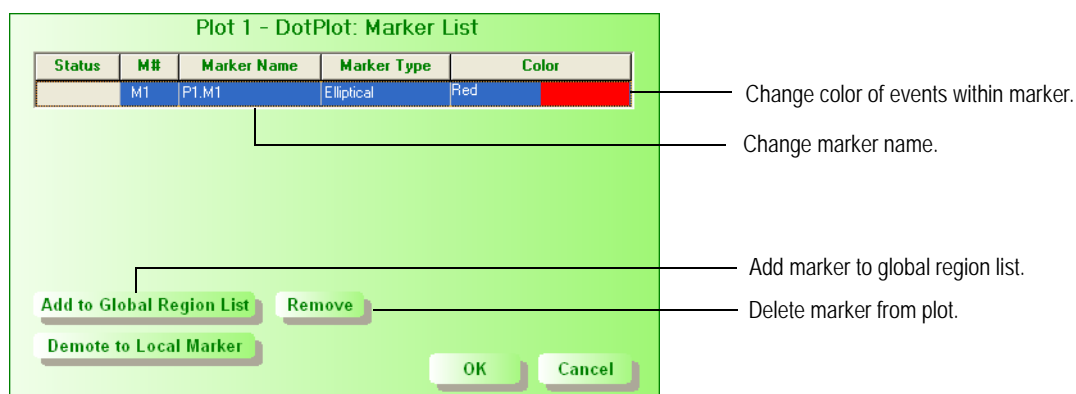 Plot 1 - DotPlot: Marker List
Status M# Marker Name Marker Type Color
M1 P1.M1 Elliptical Red
Change color of events within marker.
Change marker name.
Add marker to global region list.
Add to Global Region List Remove
Delete marker from plot.
Demote to Local Marker
OK Cancel